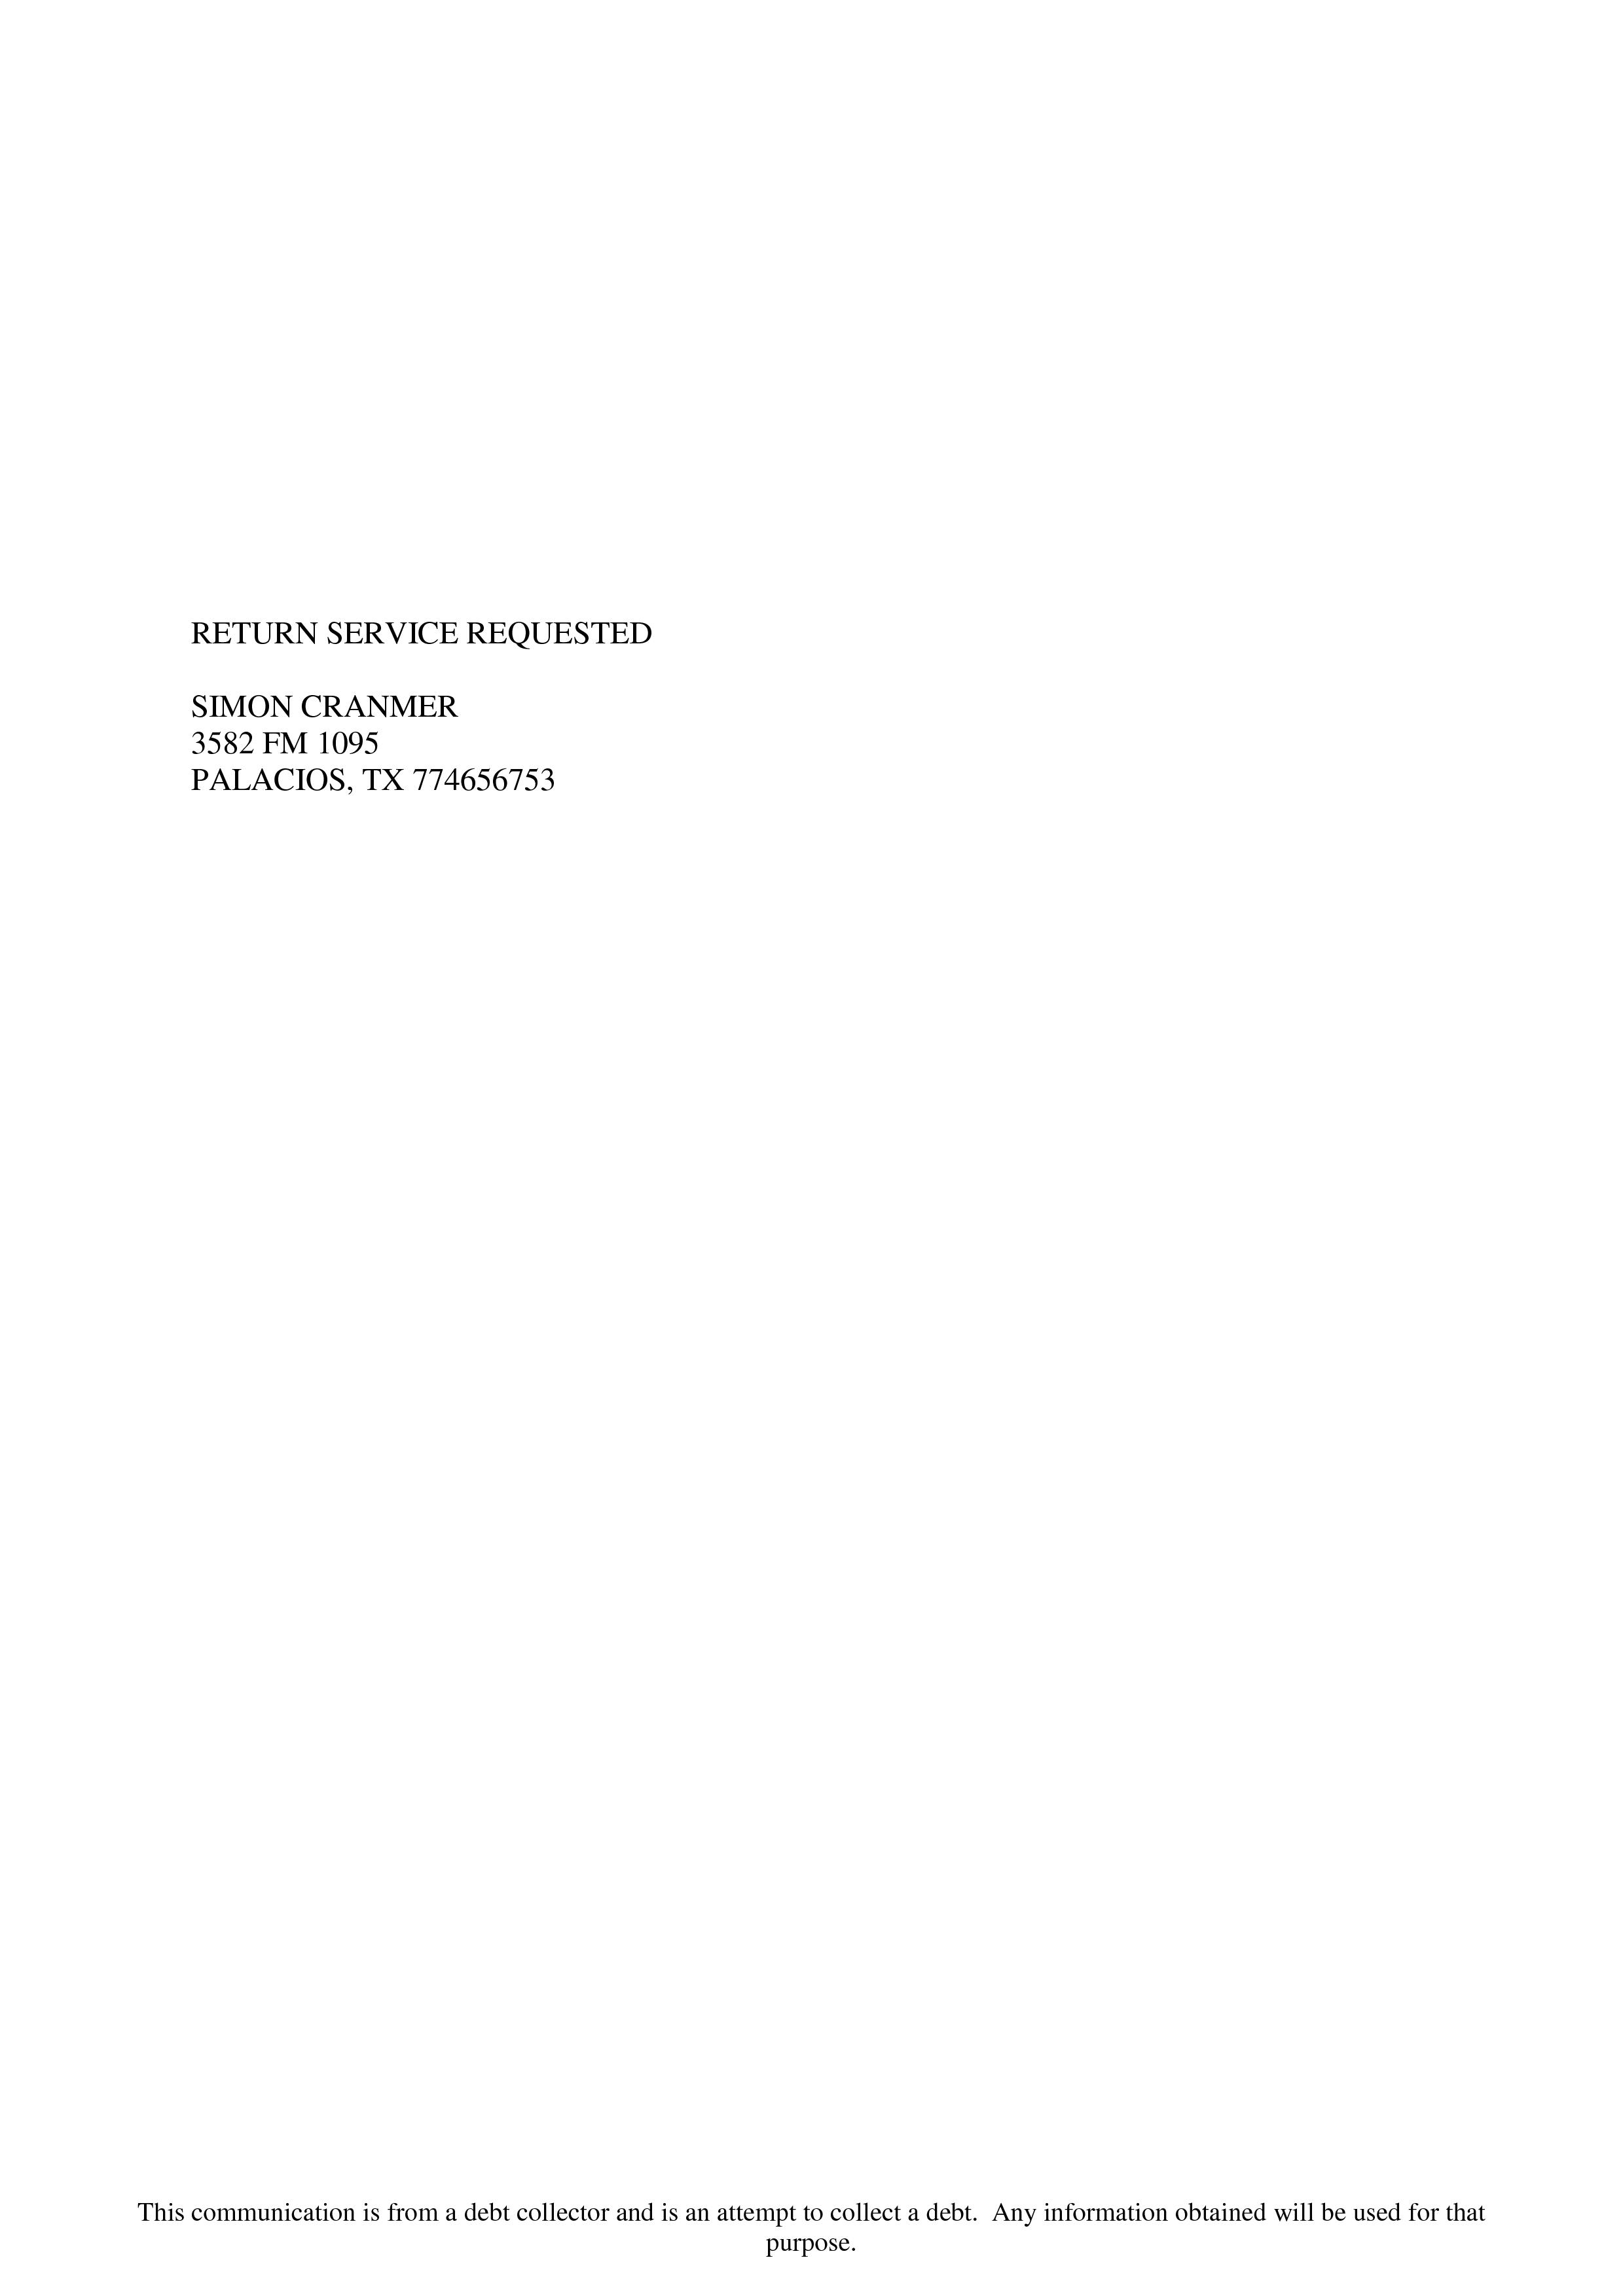 RETURN SERVICE REQUESTED
SIMON CRANMER
3582 FM 1095
PALACIOS, TX 774656753
This communication is from a debt collector and is an attempt to collect a debt.  Any information obtained will be used for that
purpose.